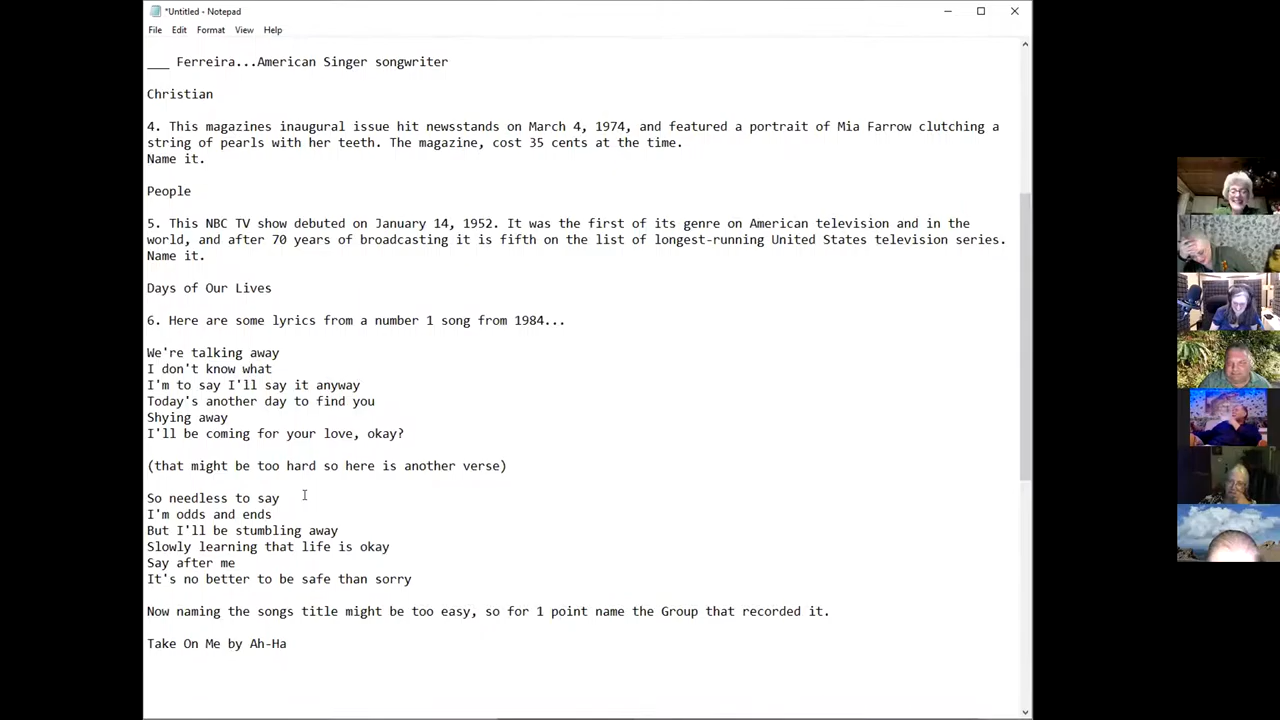 *Untitled - Notepad
File Edit Format View Help
___ Ferreira...American Singer songwriter
Christian
4. This magazines inaugural issue hit newsstands on March 4, 1974, and featured a portrait of Mia Farrow clutching a
string of pearls with her teeth. The magazine, cost 35 cents at the time.
Name it.
People
5. This NBC TV show debuted on January 14, 1952. It was the first of its genre on American television and in the
world, and after 70 years of broadcasting it is fifth on the list of longest-running United States television series.
Name it.
Days of Our Lives
6. Here are some lyrics from a number 1 song from 1984...
We're talking away
I don't know what
I'm to say I'll say it anyway
Today's another day to find you
Shying away
I'll be coming for your love, okay?
(that might be too hard so here is another verse)
So needless to say
I'm odds and ends
But I'll be stumbling away
Slowly learning that life is okay
Say after me
It's no better to be safe than sorry
Now naming the songs title might be too easy, so for 1 point name the Group that recorded it.
Take On Me by Ah-Ha